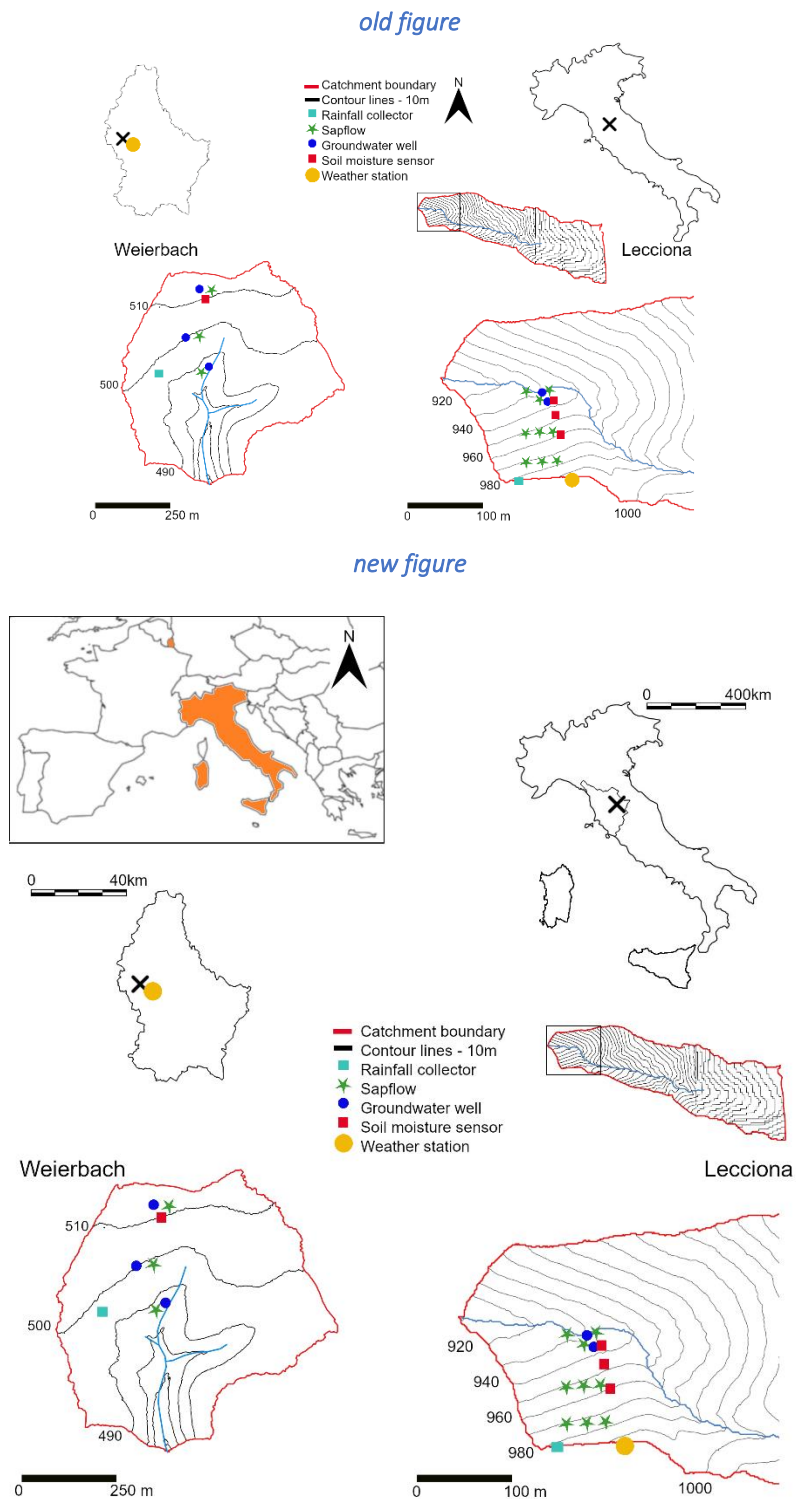 old figure
Catchment boundary
Contour lines - 10m
Rainfall collector
Sapflow
Groundwater well
Soil moisture sensor
Weather station
N
Weierbach
Lecciona
510
500
490
0
250 m
920
940
960
980
1000
0
100 m
new figure
N
0
400km
0
40km
Catchment boundary
Contour lines - 10m
Rainfall collector
Sapflow
Groundwater well
Soil moisture sensor
Weather station
Weierbach
Lecciona
510
500
490
0
250 m
920
940
960
980
1000
0
100 m